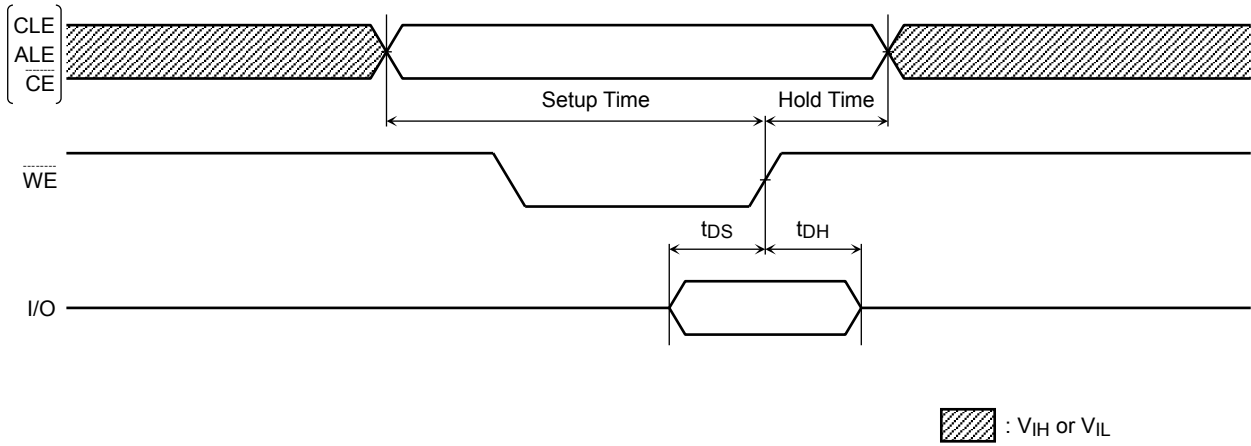 CLE
ALE
CE
Setup Time
Hold Time
WE
tDS
tDH
I/O
: VIH or VIL